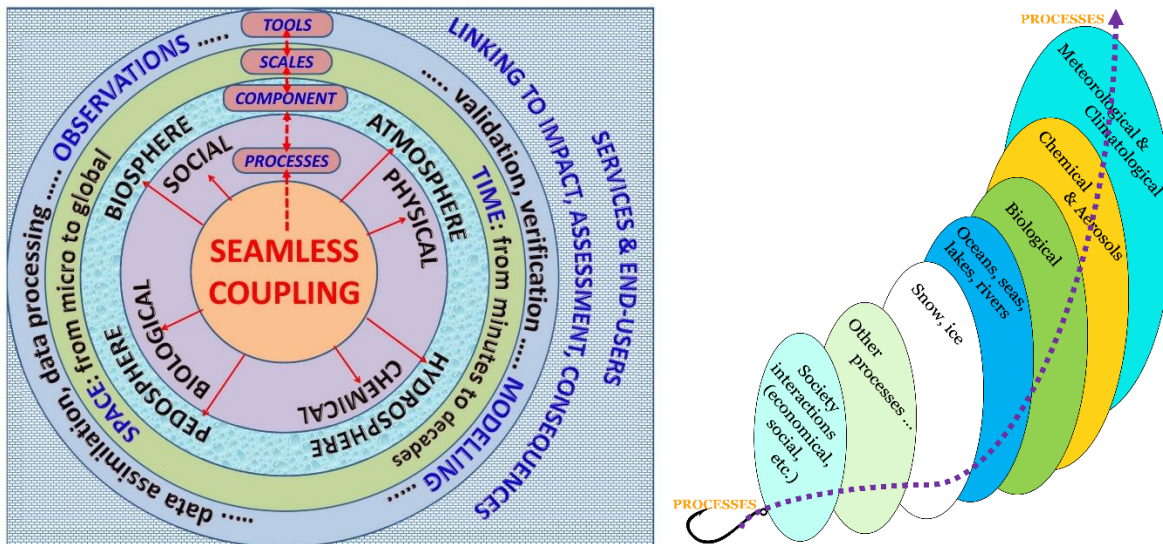 TOOLS
SCALES
COMPONENT
PROCESSES
SEAMLESS
COUPLING
SOCIAL
PHYSICAL
CHEMICAL
BIOLOGICAL
BIOSPHERE
ATMOSPHERE
HYDROSPHERE
PEDOSPHERE
SPACE: from micro to global
TIME: from minutes to decades
data assimilation, data processing ..... OBSERVATIONS .....
..... validation, verification ..... MODELLING .....
.....
LINKING TO IMPACT, ASSESSMENT, CONSEQUENCES
SERVICES & END-USERS
PROCESSES
Meteorological &
Climatological
Chemical
& Aerosols
Biological
Oceans, seas,
lakes, rivers
Snow, ice
Other
processes...
Society
interactions
(economical,
social,
etc.)
PROCESSES